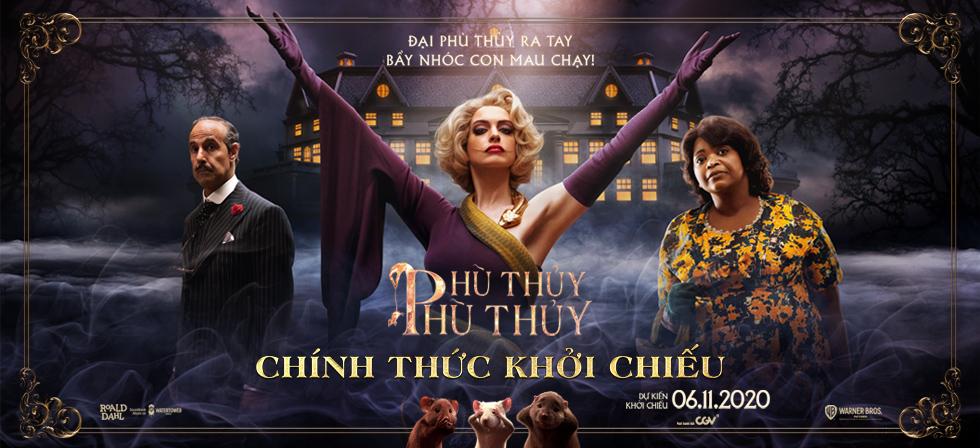 ĐẠI PHÙ THỦY RA TAY
BẦY NHÓC CON MAU CHẠY!
PHÙ THỦY
PHÙ THỦY
CHÍNH THỨC KHỞI CHIẾU
DỰ KIẾN
KHỞI CHIẾU 06.11.2020
CGV
ROALD
DAHL
WATERTOWER
WARNER BROS.